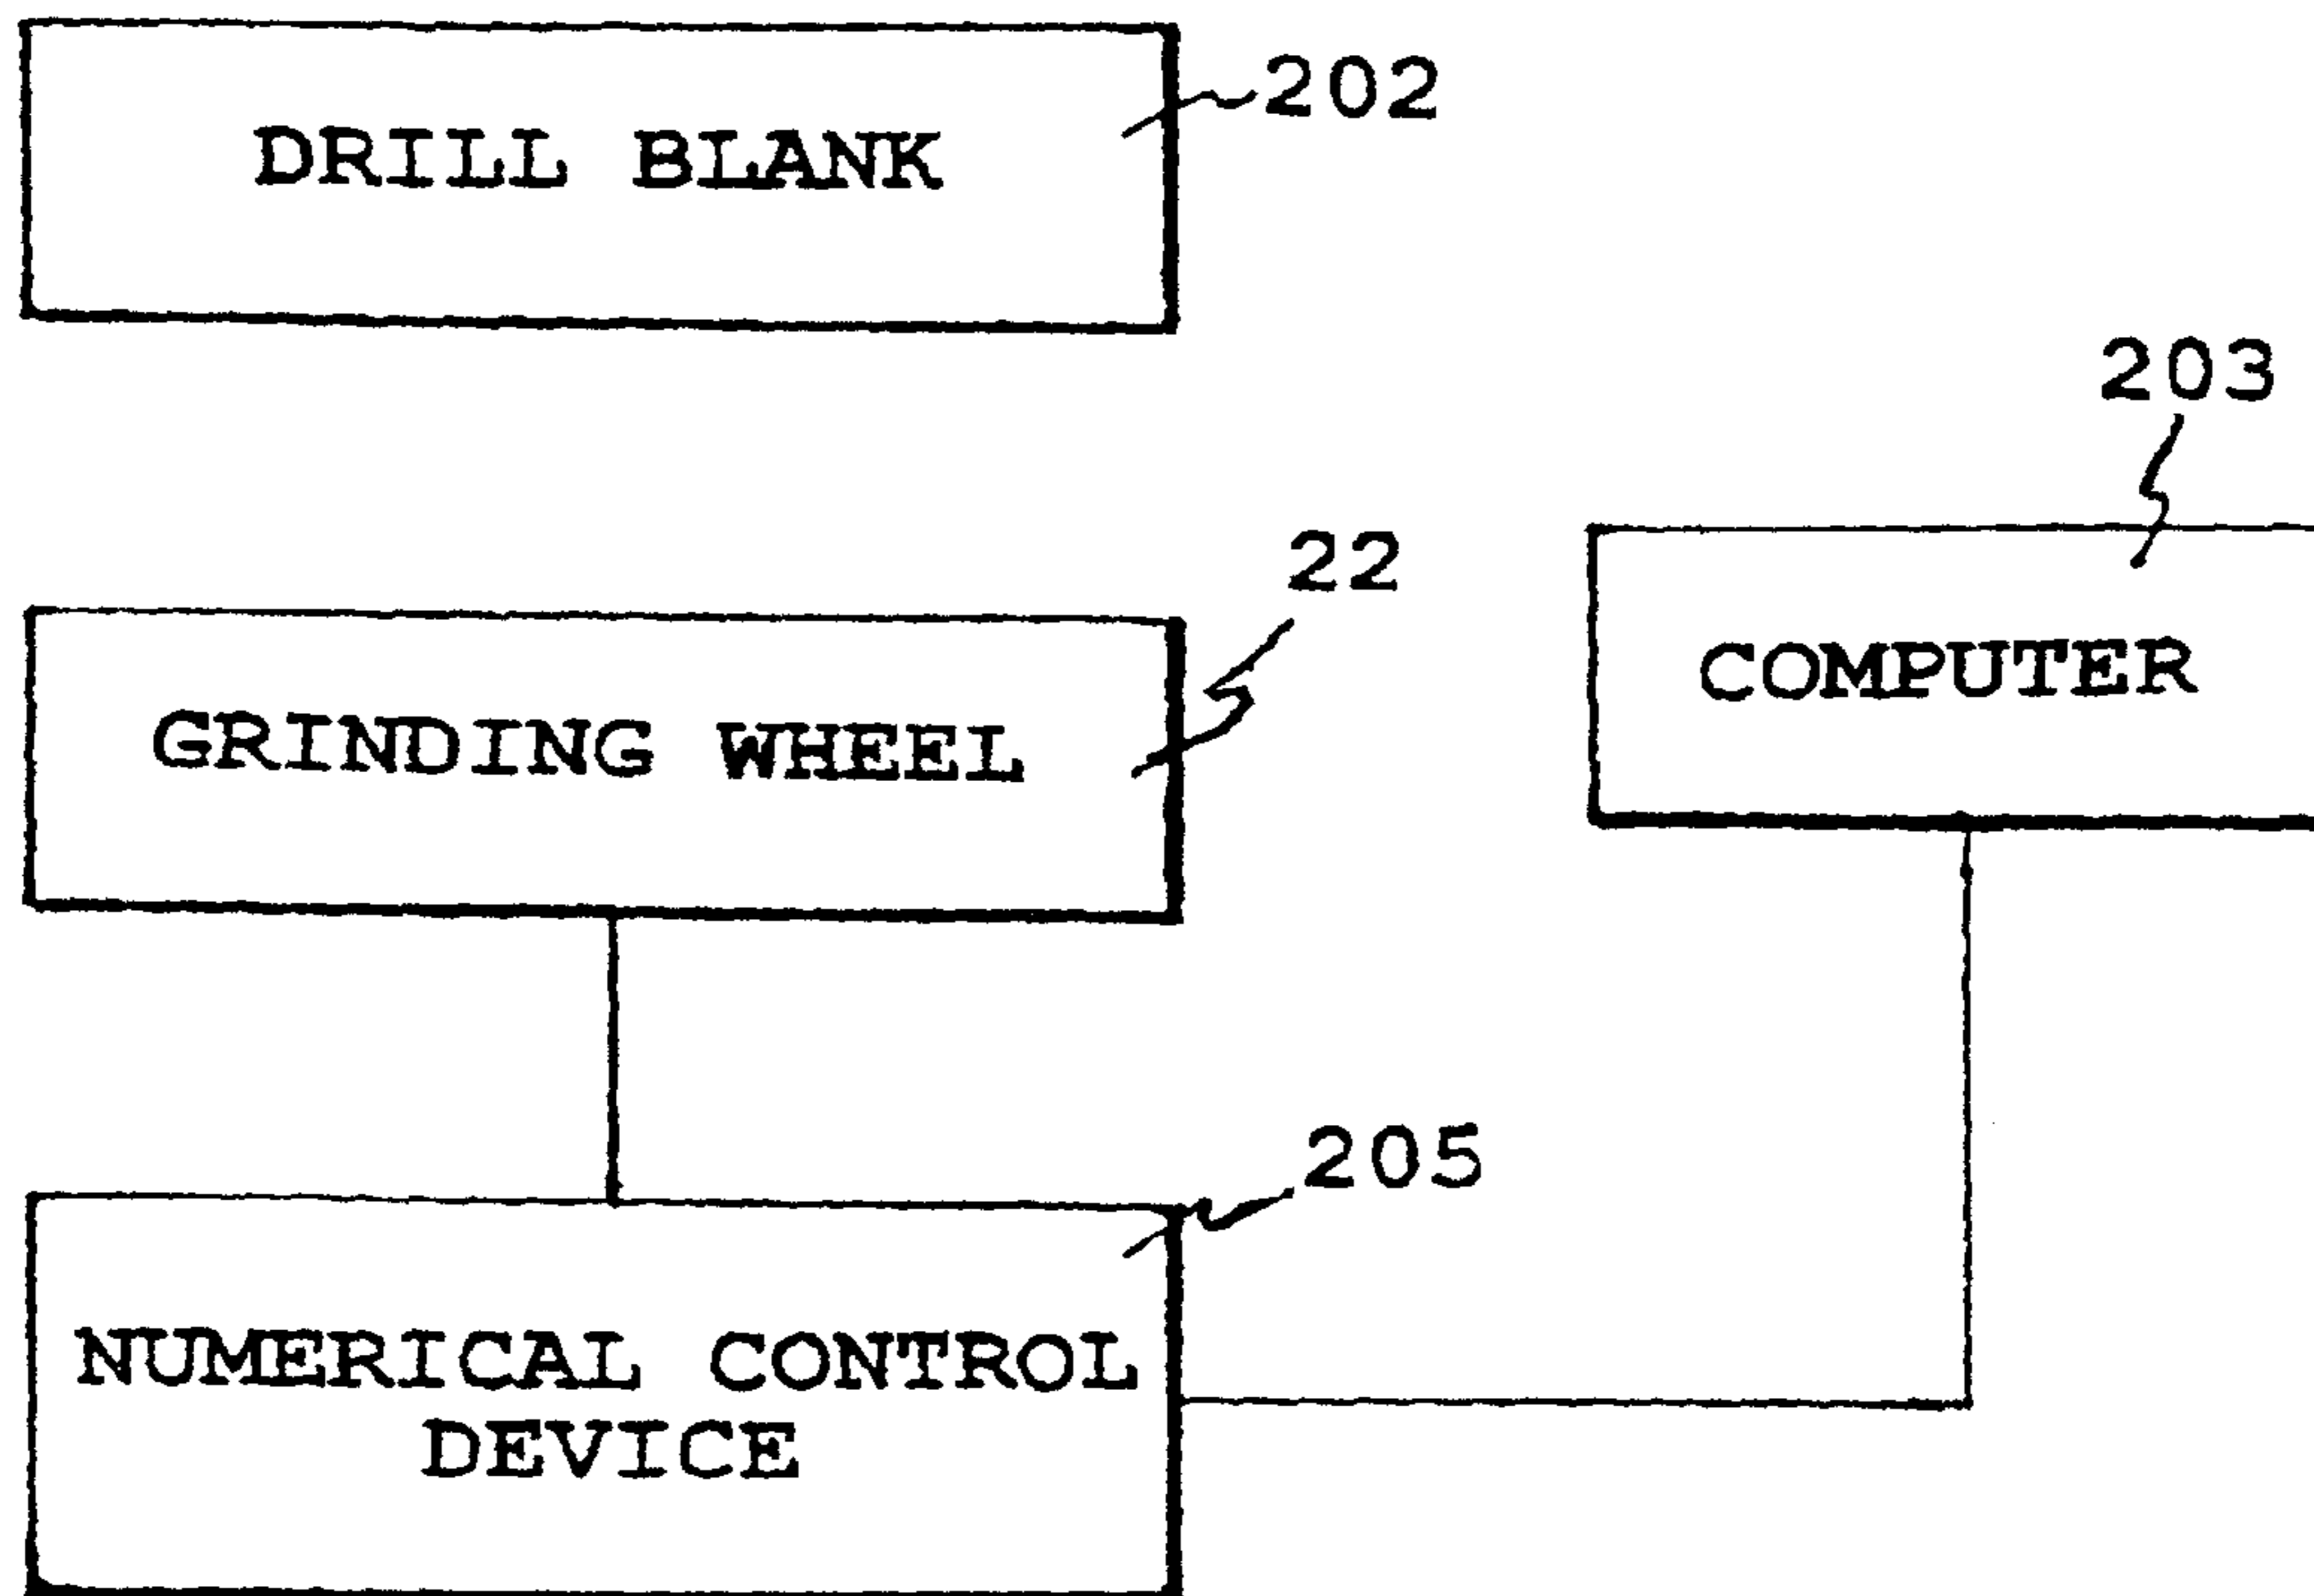 DRILL BLANK
202
203
22
COMPUTER
GRINDING WHEEL
205
NUMERICAL CONTROL
DEVICE